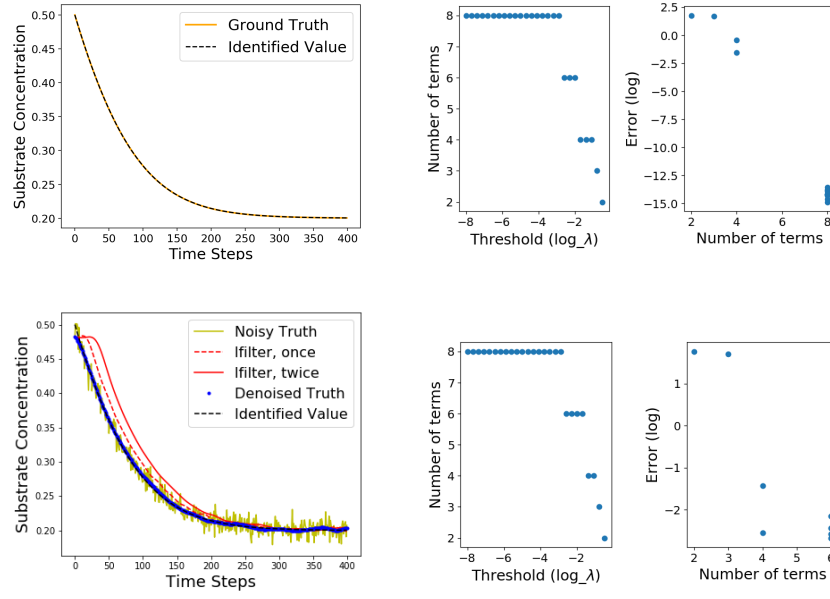 0.50
0.45
0.40
0.35
0.30
0.25
0.20
Substrate Concentration
Ground Truth
Identified Value
0 50 100 150 200 250 300 350 400
Time Steps
8
7
6
5
4
3
2
Number of terms
−8 −6 −4 −2
Threshold (log_λ)
2.5
0.0
−2.5
−5.0
−7.5
−10.0
−12.5
−15.0
Error (log)
2 4 6 8
Number of terms
0.50
0.45
0.40
0.35
0.30
0.25
0.20
Substrate Concentration
Noisy Truth
lfilter, once
lfilter, twice
Denoised Truth
Identified Value
0 50 100 150 200 250 300 350 400
Time Steps
8
7
6
5
4
3
2
Number of terms
−8 −6 −4 −2
Threshold (log_λ)
1
0
−1
−2
Error (log)
2 3 4 5 6
Number of terms